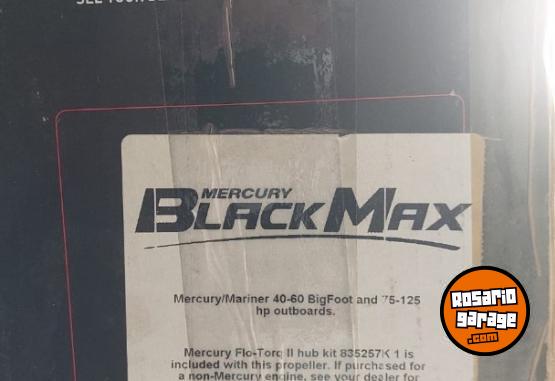 MERCURY
BLACKMAX
Mercury/Mariner 40-60 BigFoot and 75-125
hp outboards.
Mercury Flo-Torq II hub kit 835257K 1 is
included with this propeller. If purchased for
a non-Mercury engine, see your dealer for
ROSARIO
GARAGE
.com